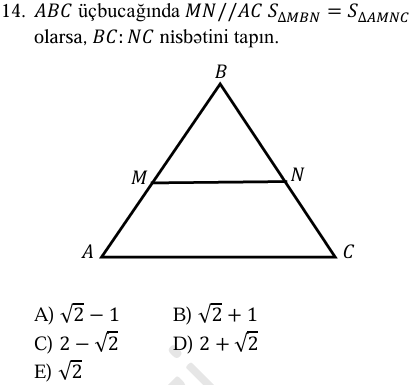 14. ABC üçbucağında MN//AC S△MBN = S△AMNC
olarsa, BC: NC nisbətini tapın.
B
M
N
A
C
A) √2 − 1
B) √2 + 1
C) 2 − √2
D) 2 + √2
E) √2